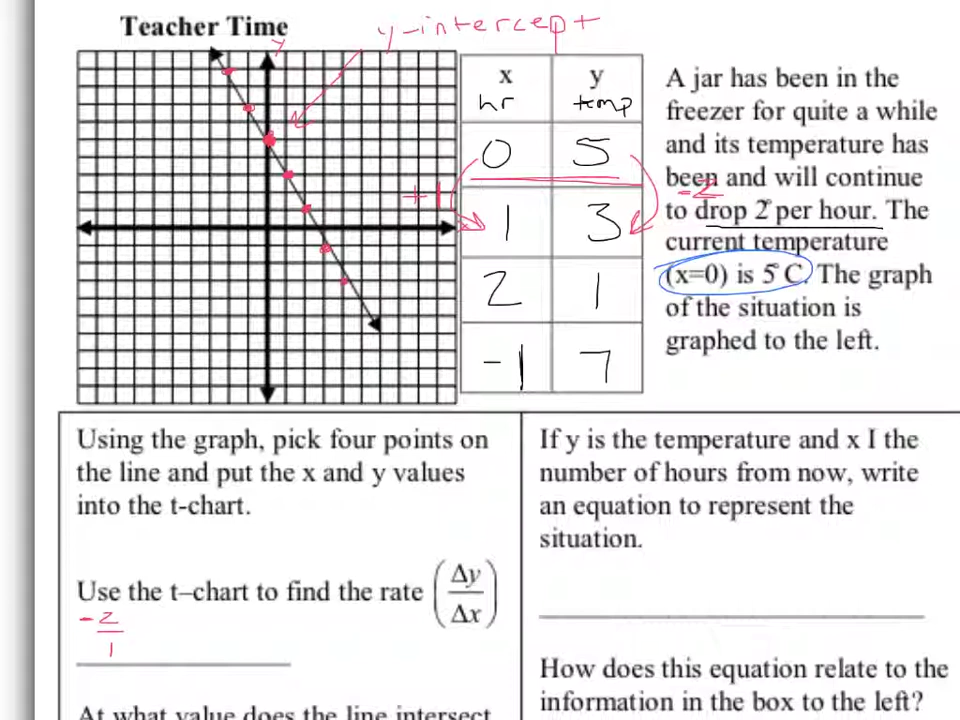 Teacher Time
y
y-intercept
x y
hr temp
0 5
+1 -2
1 3
2 1
-1 7
A jar has been in the
freezer for quite a while
and its temperature has
been and will continue
to drop 2° per hour. The
current temperature
(x=0) is 5°C. The graph
of the situation is
graphed to the left.
Using the graph, pick four points on
the line and put the x and y values
into the t-chart.
Use the t–chart to find the rate (Δy/Δx)
-2
1
At what value does the line intersect
If y is the temperature and x I the
number of hours from now, write
an equation to represent the
situation.
How does this equation relate to the
information in the box to the left?